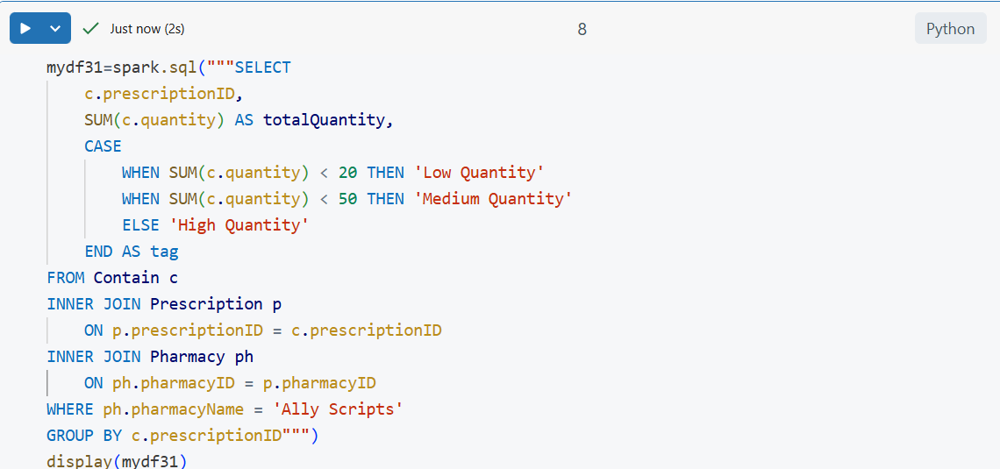 Just now (2s)
8
Python
mydf31=spark.sql("""SELECT
c.prescriptionID,
SUM(c.quantity) AS totalQuantity,
CASE
WHEN SUM(c.quantity) < 20 THEN 'Low Quantity'
WHEN SUM(c.quantity) < 50 THEN 'Medium Quantity'
ELSE 'High Quantity'
END AS tag
FROM Contain c
INNER JOIN Prescription p
ON p.prescriptionID = c.prescriptionID
INNER JOIN Pharmacy ph
ON ph.pharmacyID = p.pharmacyID
WHERE ph.pharmacyName = 'Ally Scripts'
GROUP BY c.prescriptionID""")
display(mydf31)